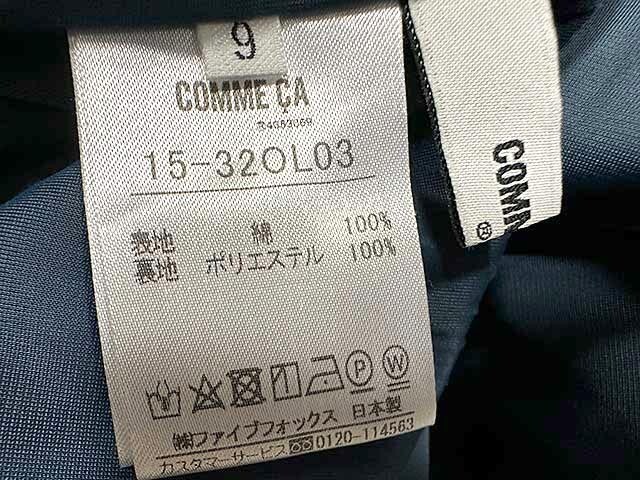 9
COMME ÇA
R4653069
15-32OL03
表地 綿 100%
裏地 ポリエステル 100%
P W
㈱ファイブフォックス 日本製
カスタマーサービス 0120-114563
COMM
®